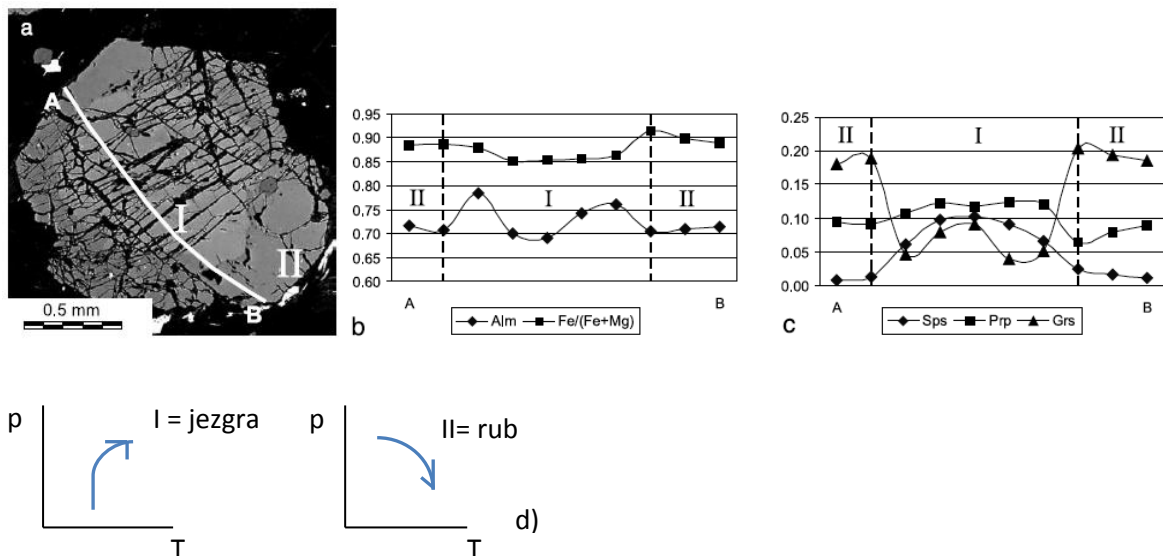 a
A
I
II
B
0.5 mm
0.95
0.90
0.85
0.80
0.75
0.70
0.65
0.60
II
I
II
A
B
b
Alm
Fe/(Fe+Mg)
0.25
0.20
0.15
0.10
0.05
0.00
II
I
II
A
B
c
Sps
Prp
Grs
p
I = jezgra
T
p
II= rub
T
d)